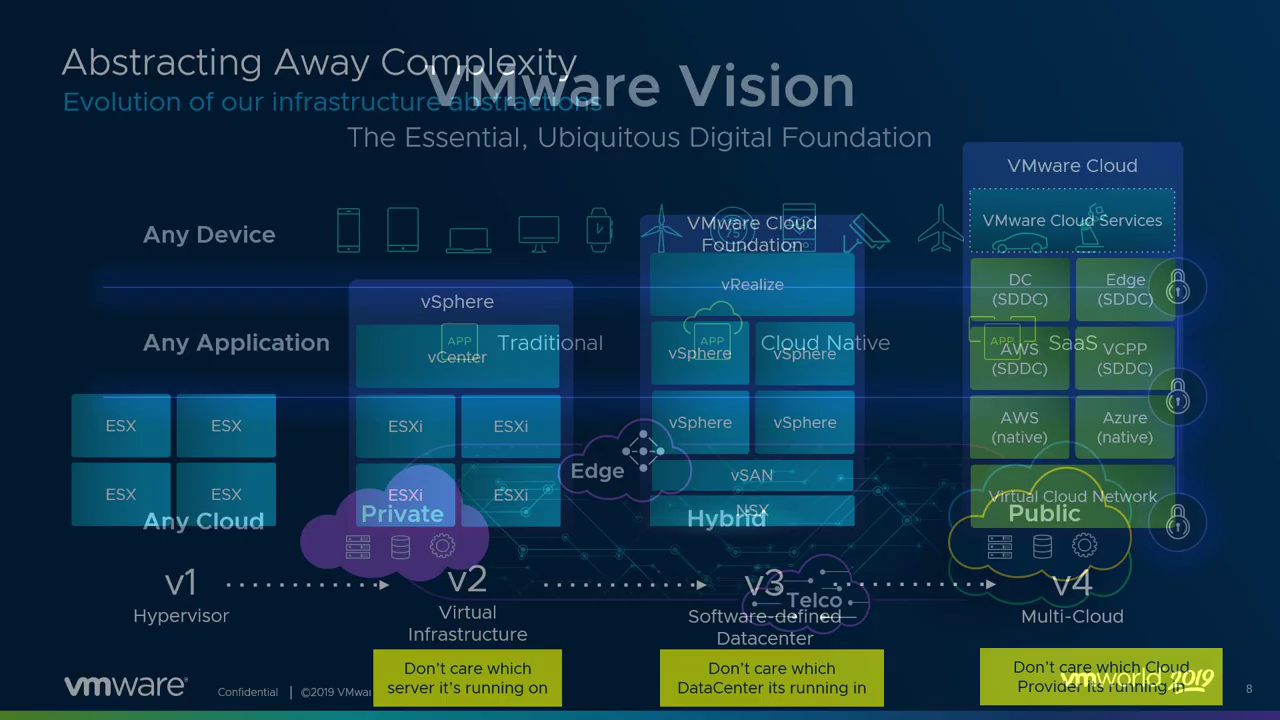 Abstracting Away Complexity
Evolution of our infrastructure abstractions
VMware Vision
The Essential, Ubiquitous Digital Foundation
VMware Cloud
VMware Cloud Services
Any Device
75
VMware Cloud
Foundation
vRealize
DC
(SDDC)
Edge
(SDDC)
vSphere
vCenter
Any Application
APP
Traditional
APP
Cloud Native
APP
SaaS
vSphere
vSphere
AWS
(SDDC)
VCPP
(SDDC)
ESX
ESX
ESXi
ESXi
vSphere
vSphere
AWS
(native)
Azure
(native)
Edge
vSAN
ESX
ESX
ESXi
ESXi
NSX
Virtual Cloud Network
Any Cloud
Private
Hybrid
Public
Telco
v1
Hypervisor
v2
Virtual
Infrastructure
v3
Software-defined
Datacenter
v4
Multi-Cloud
Don't care which
server it's running on
Don't care which
DataCenter its running in
Don't care which Cloud
Provider its running in
vmware®
Confidential | ©2019 VMwar
vmworld 2019
8